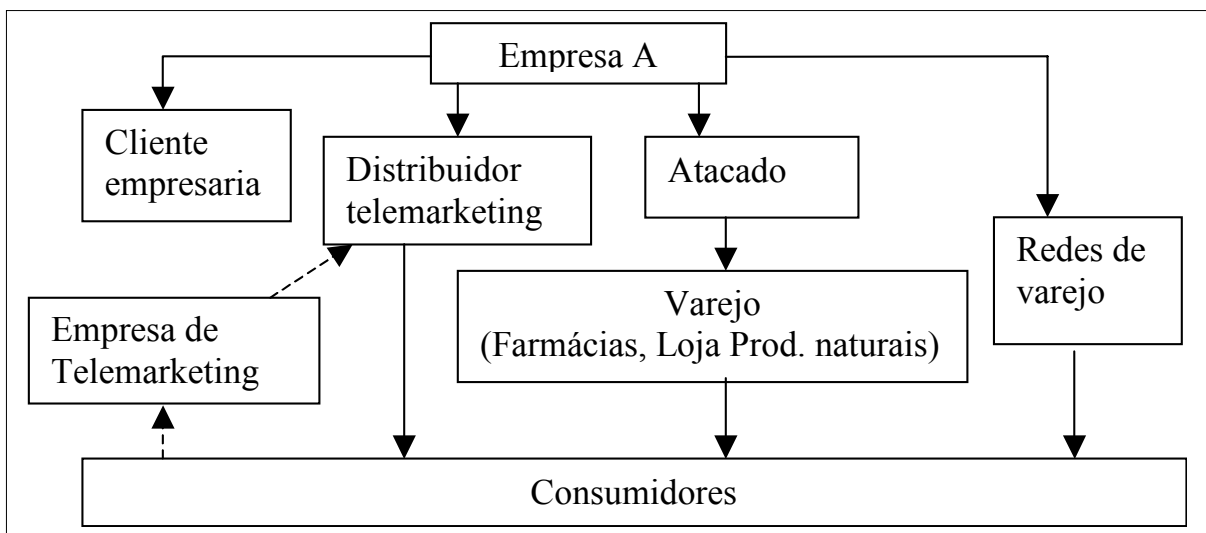 Empresa A
Cliente
empresaria
Distribuidor
telemarketing
Atacado
Redes de
varejo
Empresa de
Telemarketing
Varejo
(Farmácias, Loja Prod. naturais)
Consumidores